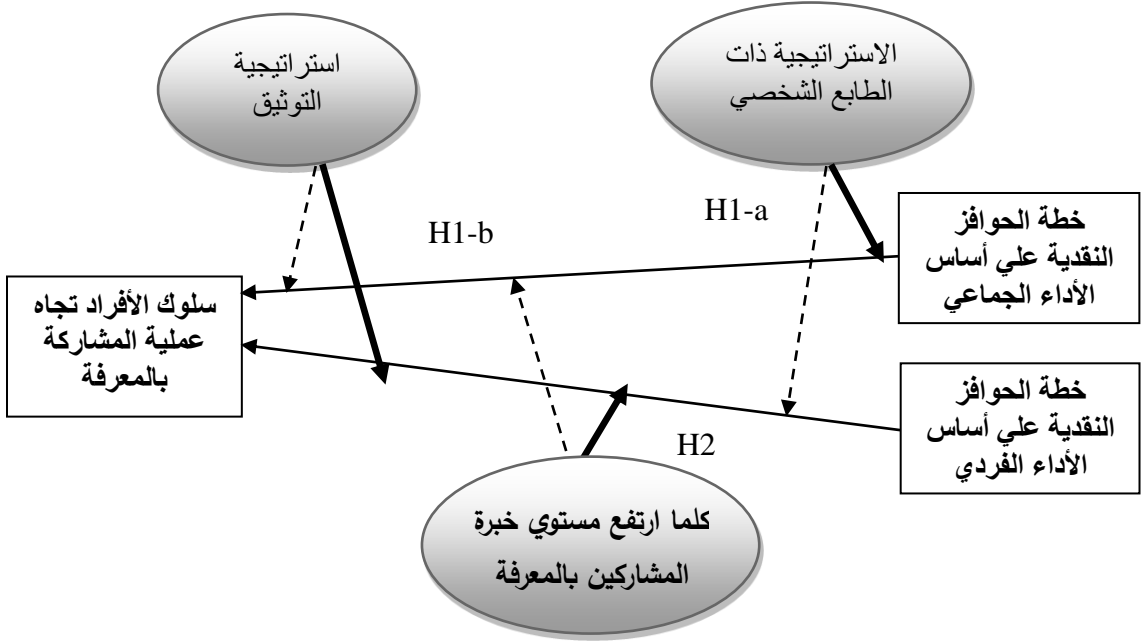 الاستراتيجية ذات
الطابع الشخصي
استراتيجية
التوثيق
H1-a
H1-b
خطة الحوافز
النقدية علي أساس
الأداء الجماعي
سلوك الأفراد تجاه
عملية المشاركة
بالمعرفة
خطة الحوافز
النقدية علي أساس
الأداء الفردي
H2
كلما ارتفع مستوي خبرة
المشاركين بالمعرفة